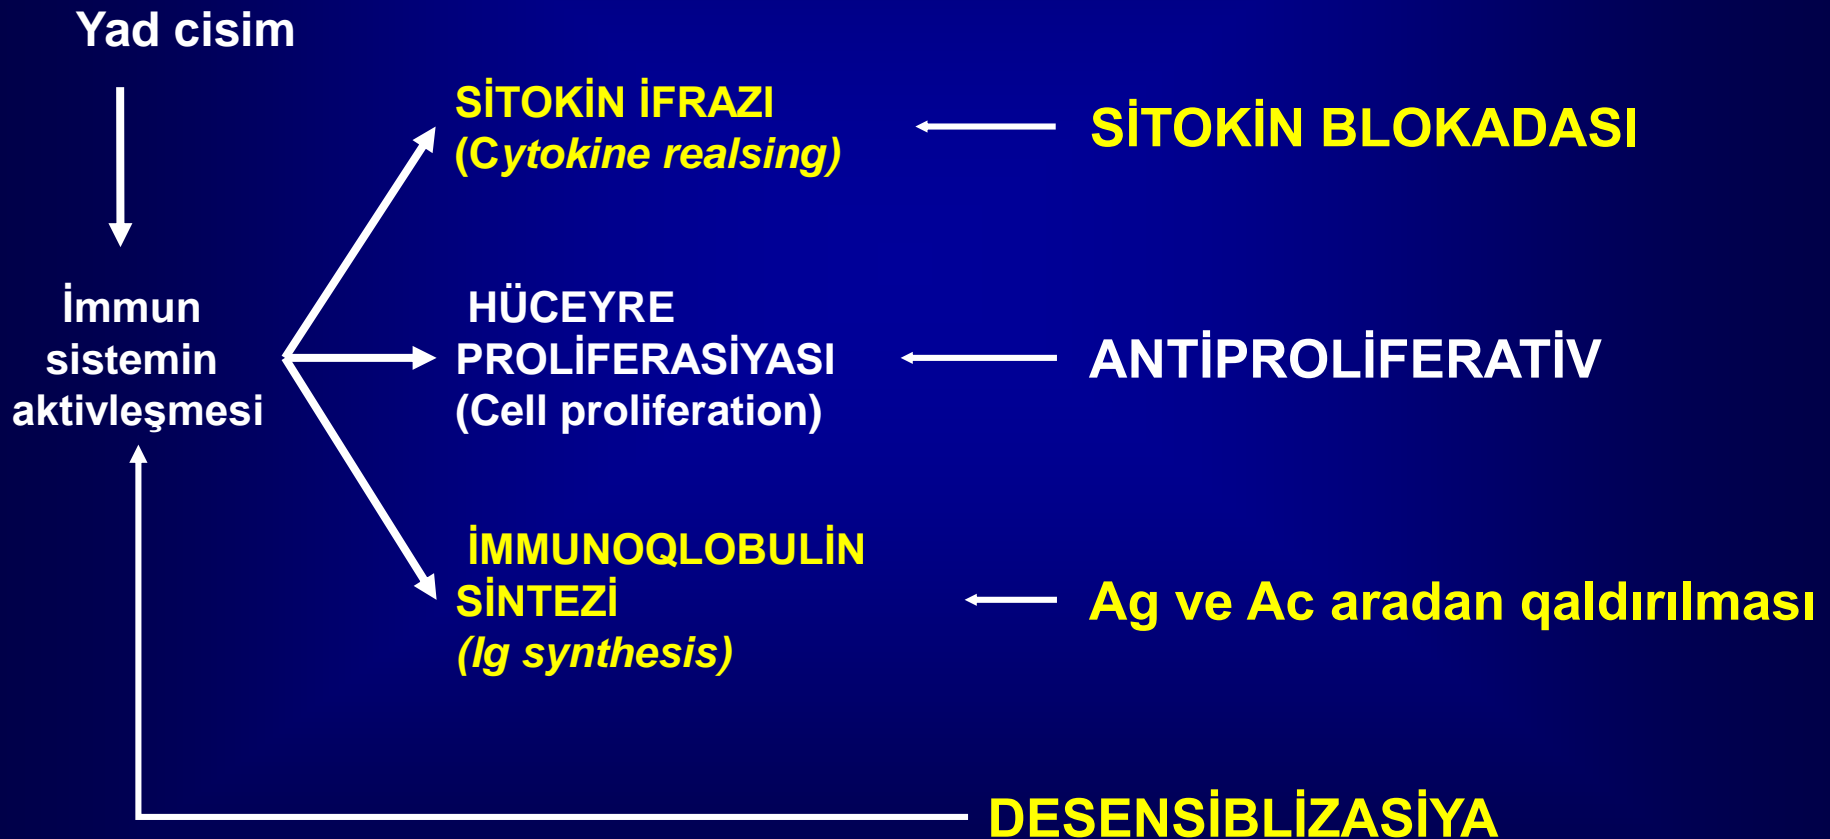 Yad cisim
SİTOKİN İFRAZI
(Cytokine realsing)
SİTOKİN BLOKADASI
İmmun
sistemin
aktivleşmesi
HÜCEYRE
PROLİFERASİYASI
(Cell proliferation)
ANTİPROLİFERATİV
İMMUNOQLOBULİN
SİNTEZİ
(Ig synthesis)
Ag ve Ac aradan qaldırılması
DESENSİBLİZASİYA